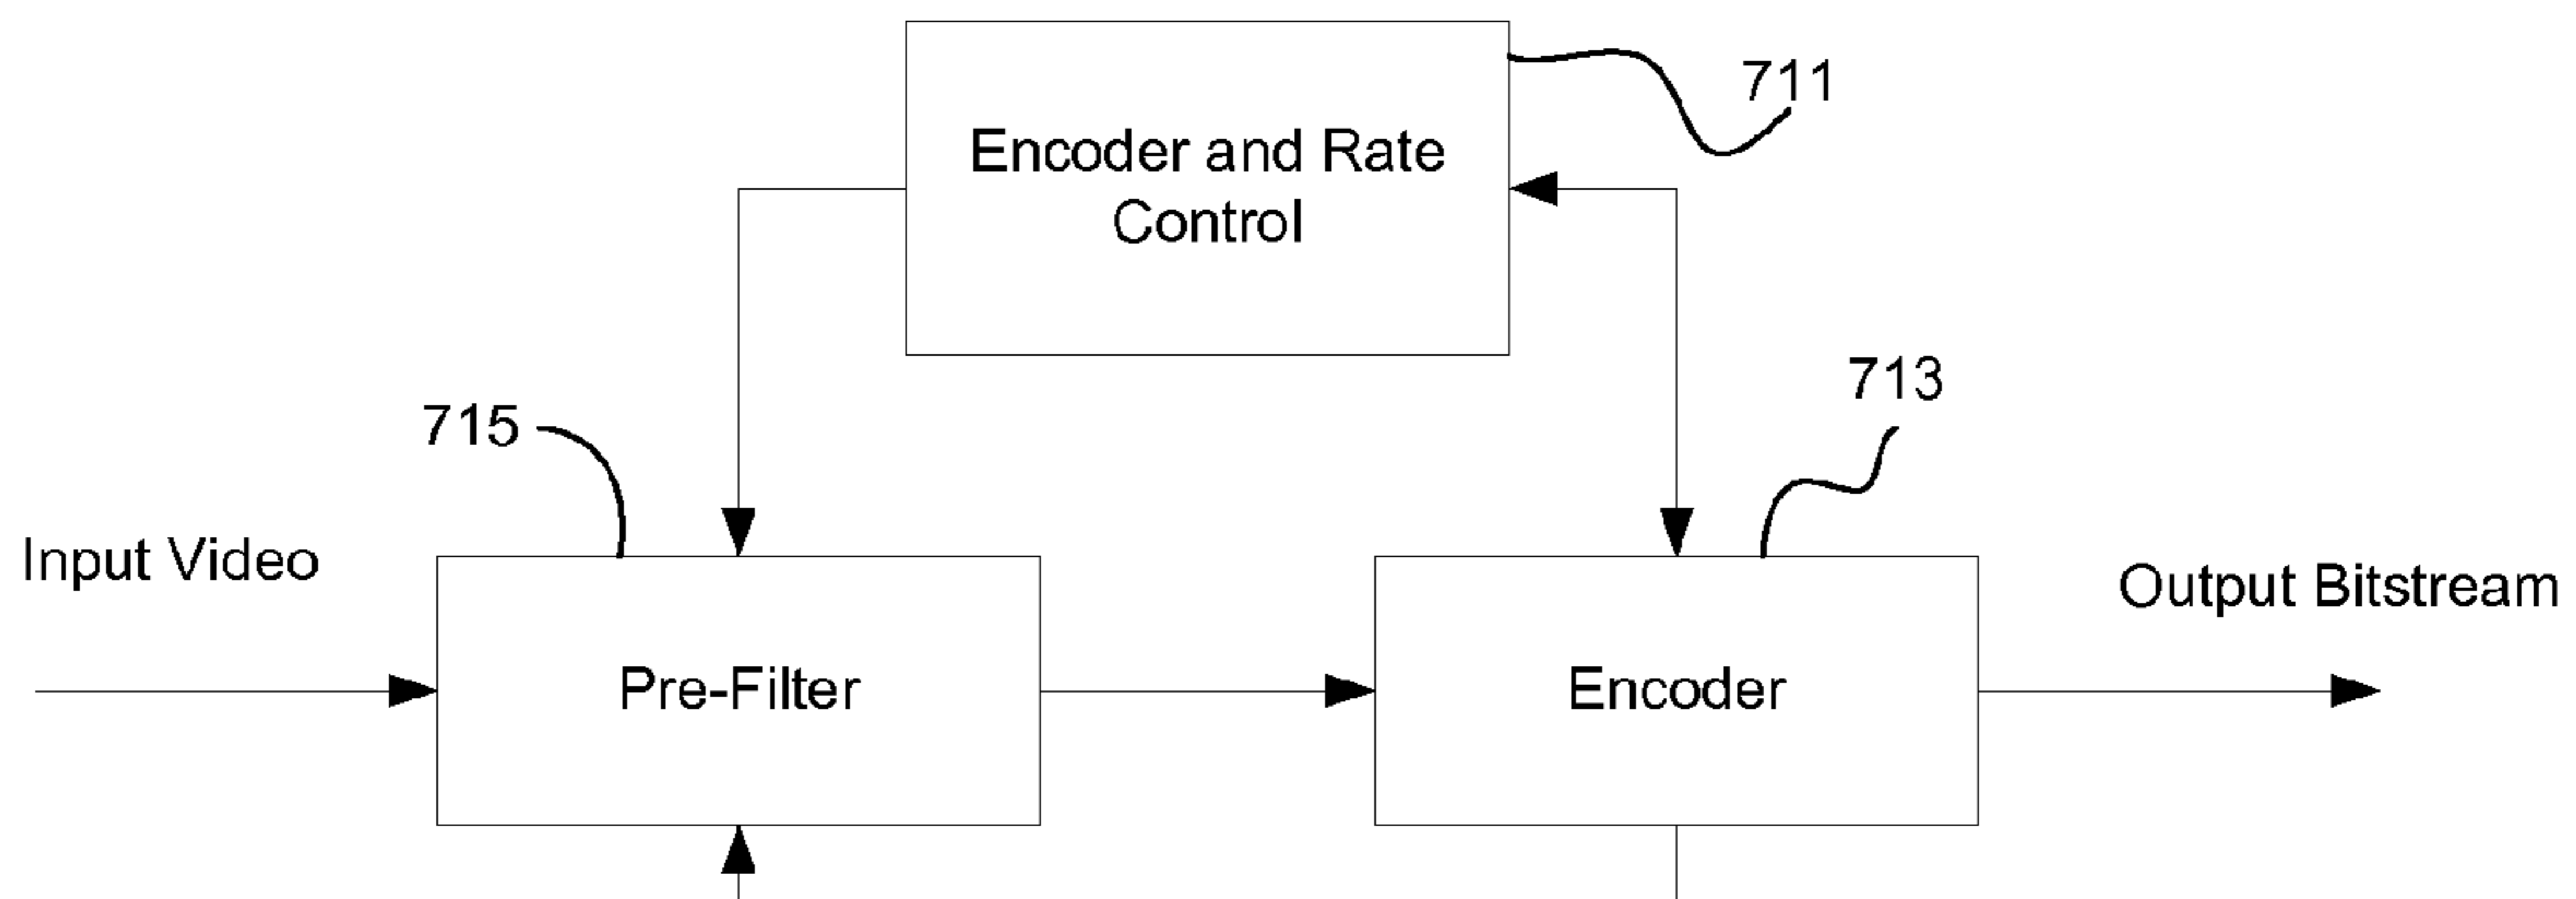 711
Encoder and Rate
Control
713
715
Input Video
Output Bitstream
Pre-Filter
Encoder